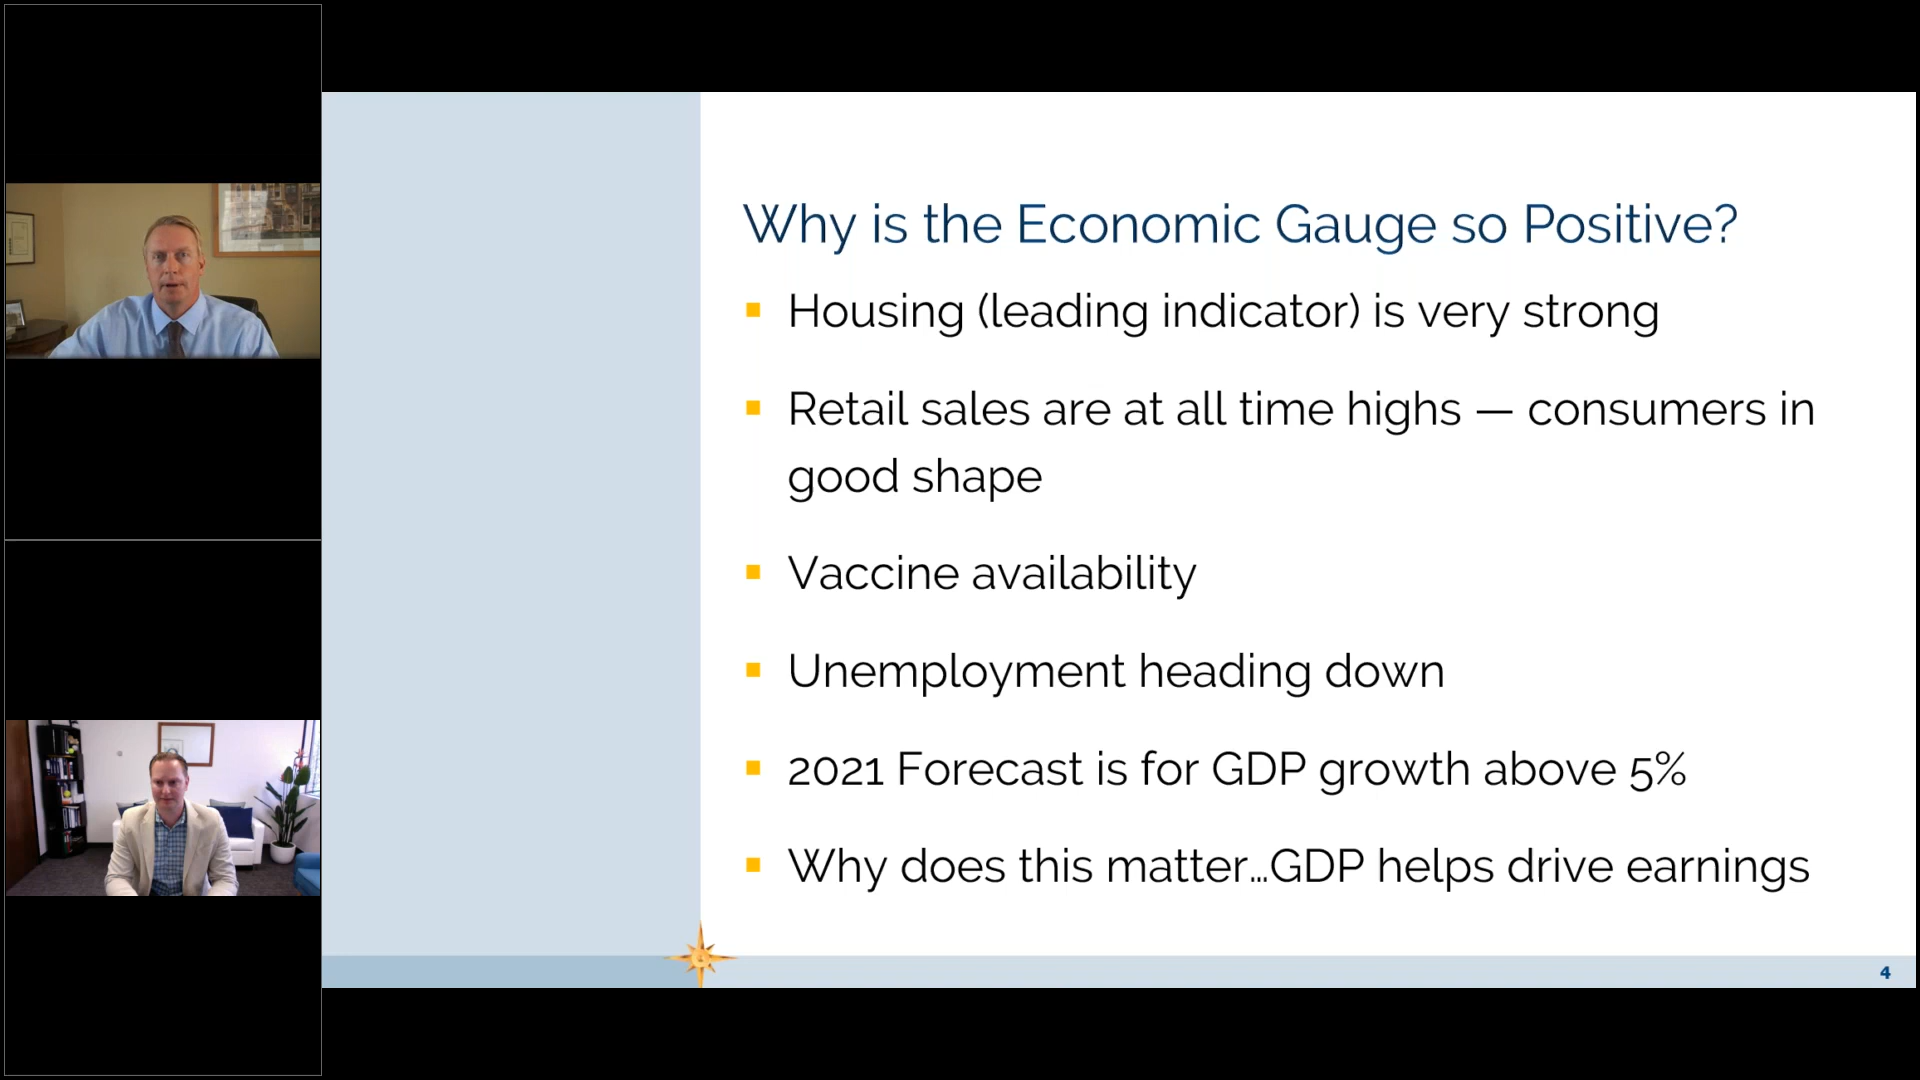 Why is the Economic Gauge so Positive?
Housing (leading indicator) is very strong
Retail sales are at all time highs — consumers in
good shape
Vaccine availability
Unemployment heading down
2021 Forecast is for GDP growth above 5%
Why does this matter…GDP helps drive earnings
4